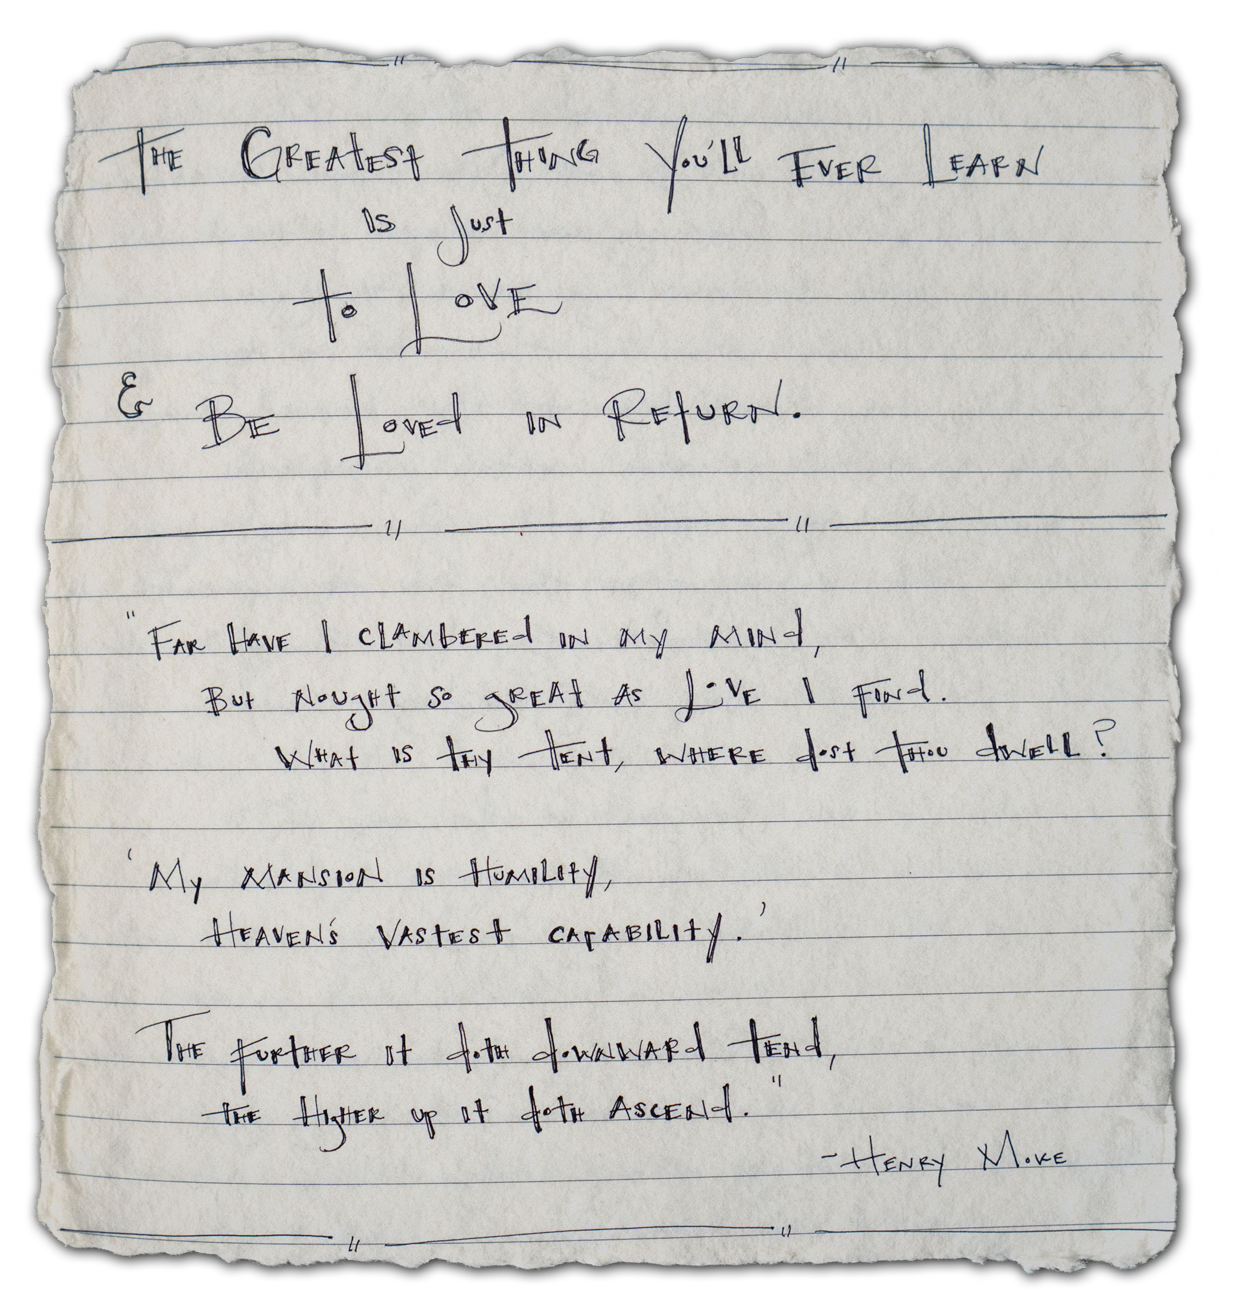 The Greatest Thing You'll Ever Learn
is Just
to Love
& Be Loved in Return.
"Far have I clambered in my mind,
But nought so great as Love I find.
What is thy tent, where dost thou dwell?
'My mansion is Humility,
Heaven's vastest capability.'
The further it doth downward tend,
the Higher up it doth Ascend."
-Henry Moke